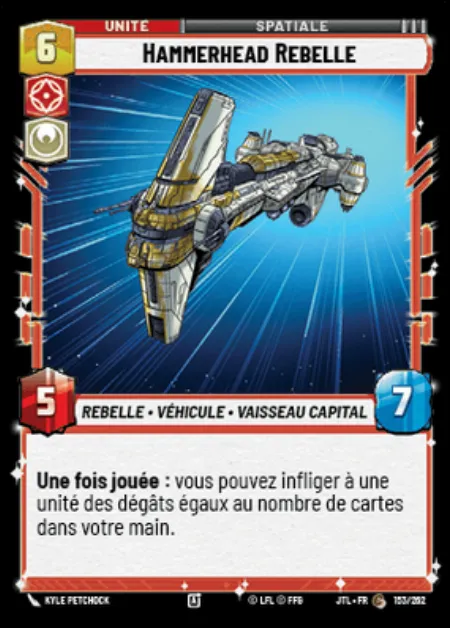 UNITÉ SPATIALE
6 HAMMERHEAD REBELLE
5 REBELLE • VÉHICULE • VAISSEAU CAPITAL 7
Une fois jouée : vous pouvez infliger à une
unité des dégâts égaux au nombre de cartes
dans votre main.
KYLE PETCHOCK A © LFL © FFG JTL • FR C 153/262